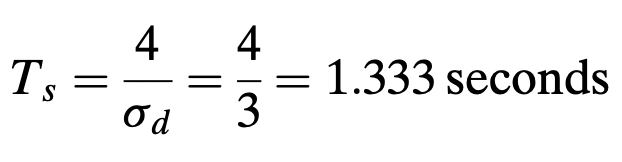 T_s = 4/σ_d = 4/3 = 1.333 seconds